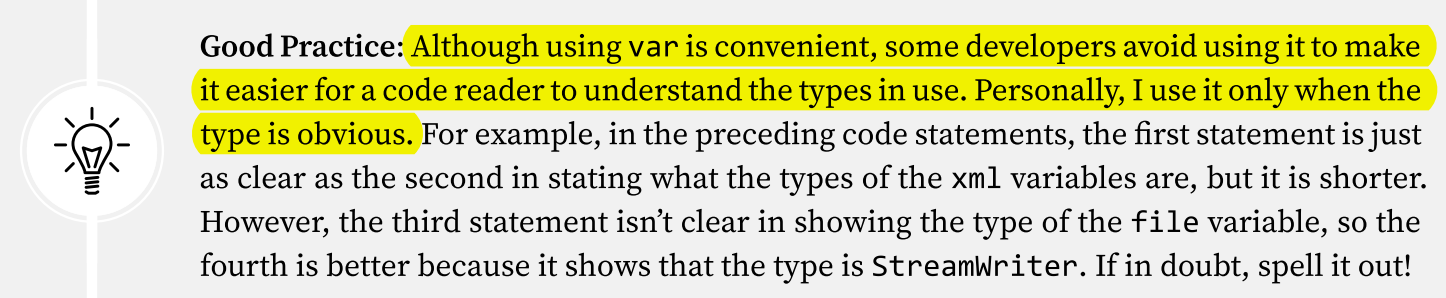 Good Practice: Although using var is convenient, some developers avoid using it to make
it easier for a code reader to understand the types in use. Personally, I use it only when the
type is obvious. For example, in the preceding code statements, the first statement is just
as clear as the second in stating what the types of the xml variables are, but it is shorter.
However, the third statement isn’t clear in showing the type of the file variable, so the
fourth is better because it shows that the type is StreamWriter. If in doubt, spell it out!